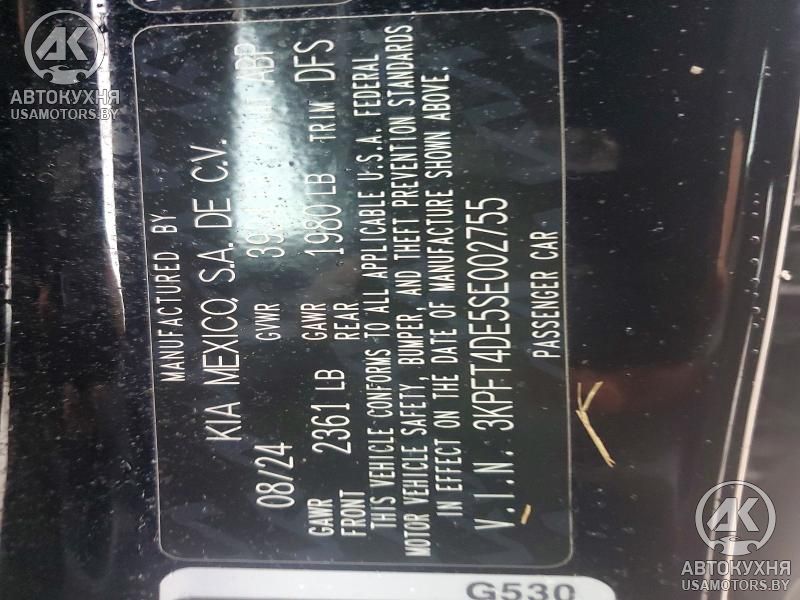 MANUFACTURED BY
KIA MEXICO, S.A. DE C.V.
08/24 GVWR ABP
GAWR FRONT 2361 LB GAWR REAR 1980 LB TRIM DFS
THIS VEHICLE CONFORMS TO ALL APPLICABLE U.S.A. FEDERAL
MOTOR VEHICLE SAFETY, BUMPER, AND THEFT PREVENTION STANDARDS
IN EFFECT ON THE DATE OF MANUFACTURE SHOWN ABOVE.
V.I.N: 3KPFT4DE5SE002755
PASSENGER CAR
G530
AK
АВТОКУХНЯ
USAMOTORS.BY
AK
АВТОКУХНЯ
USAMOTORS.BY